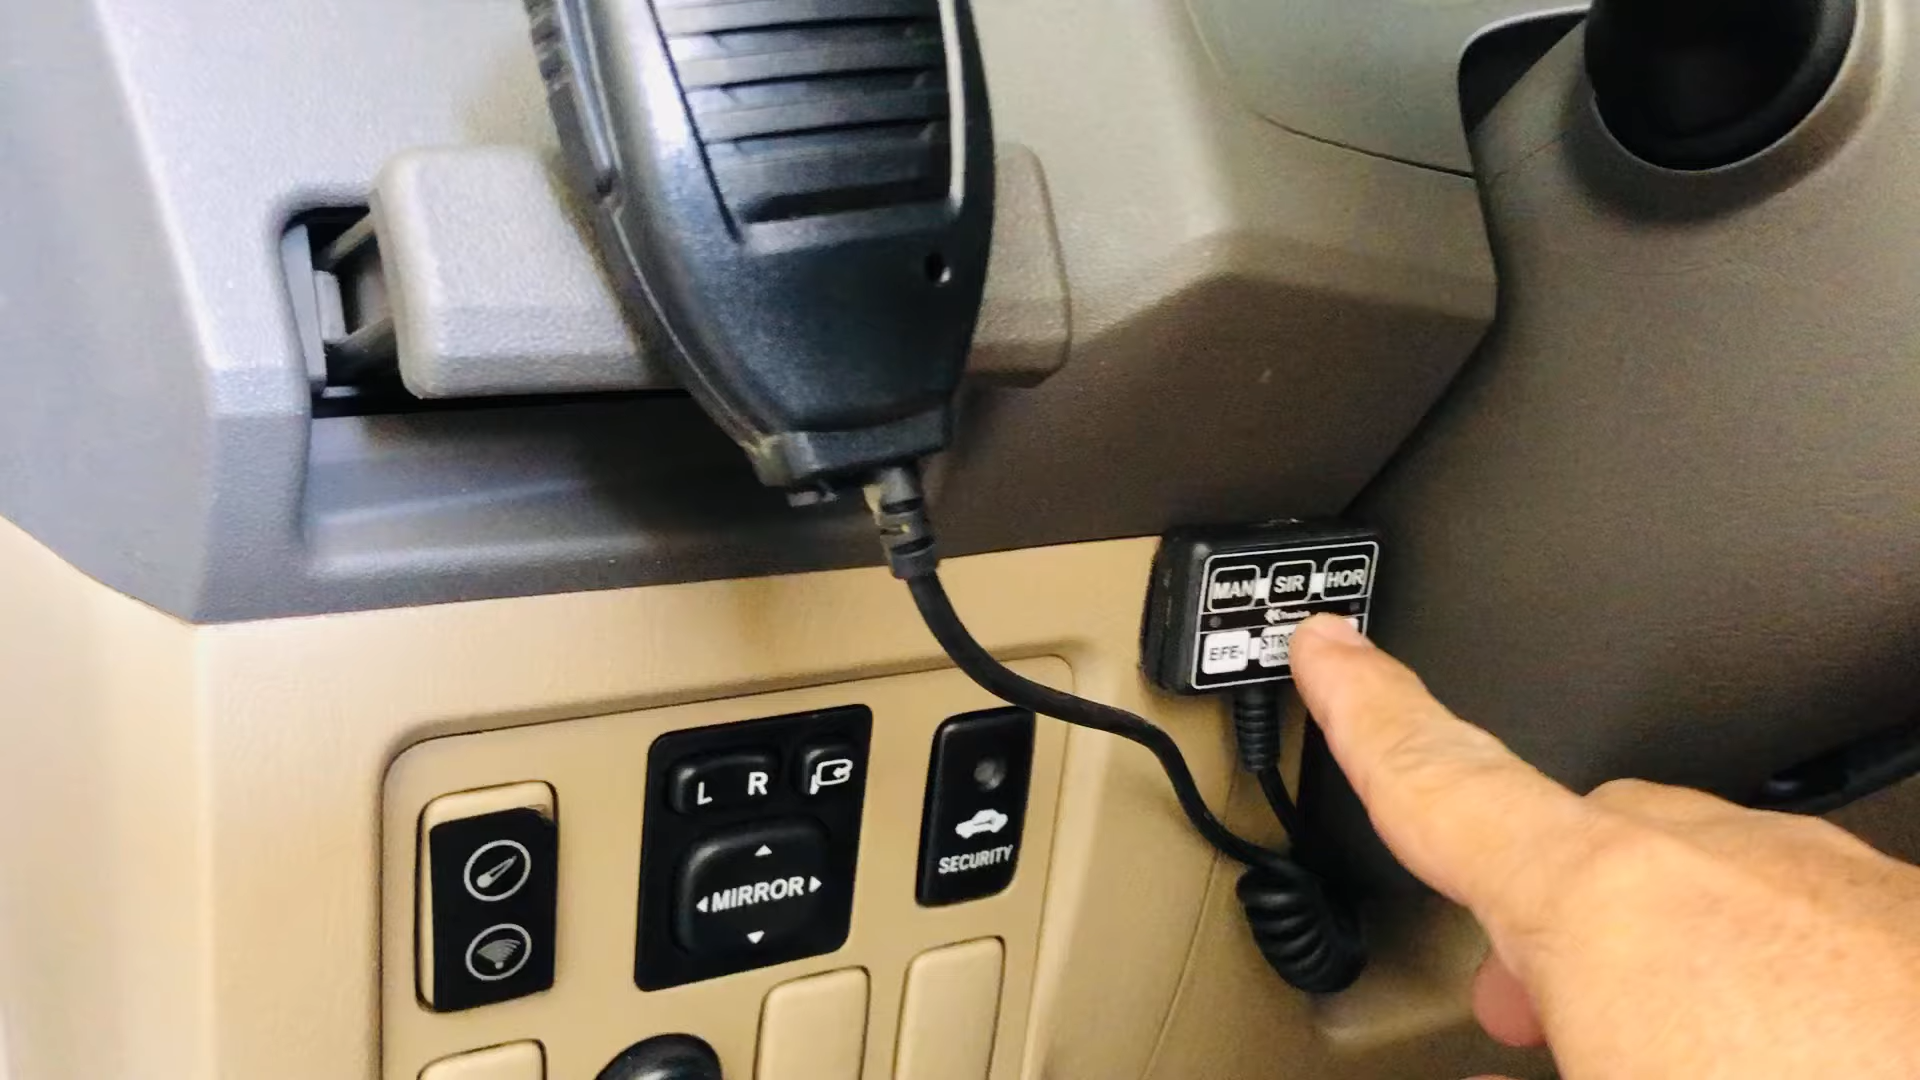 MAN SIR HOR
EFE-
L R
MIRROR
SECURITY